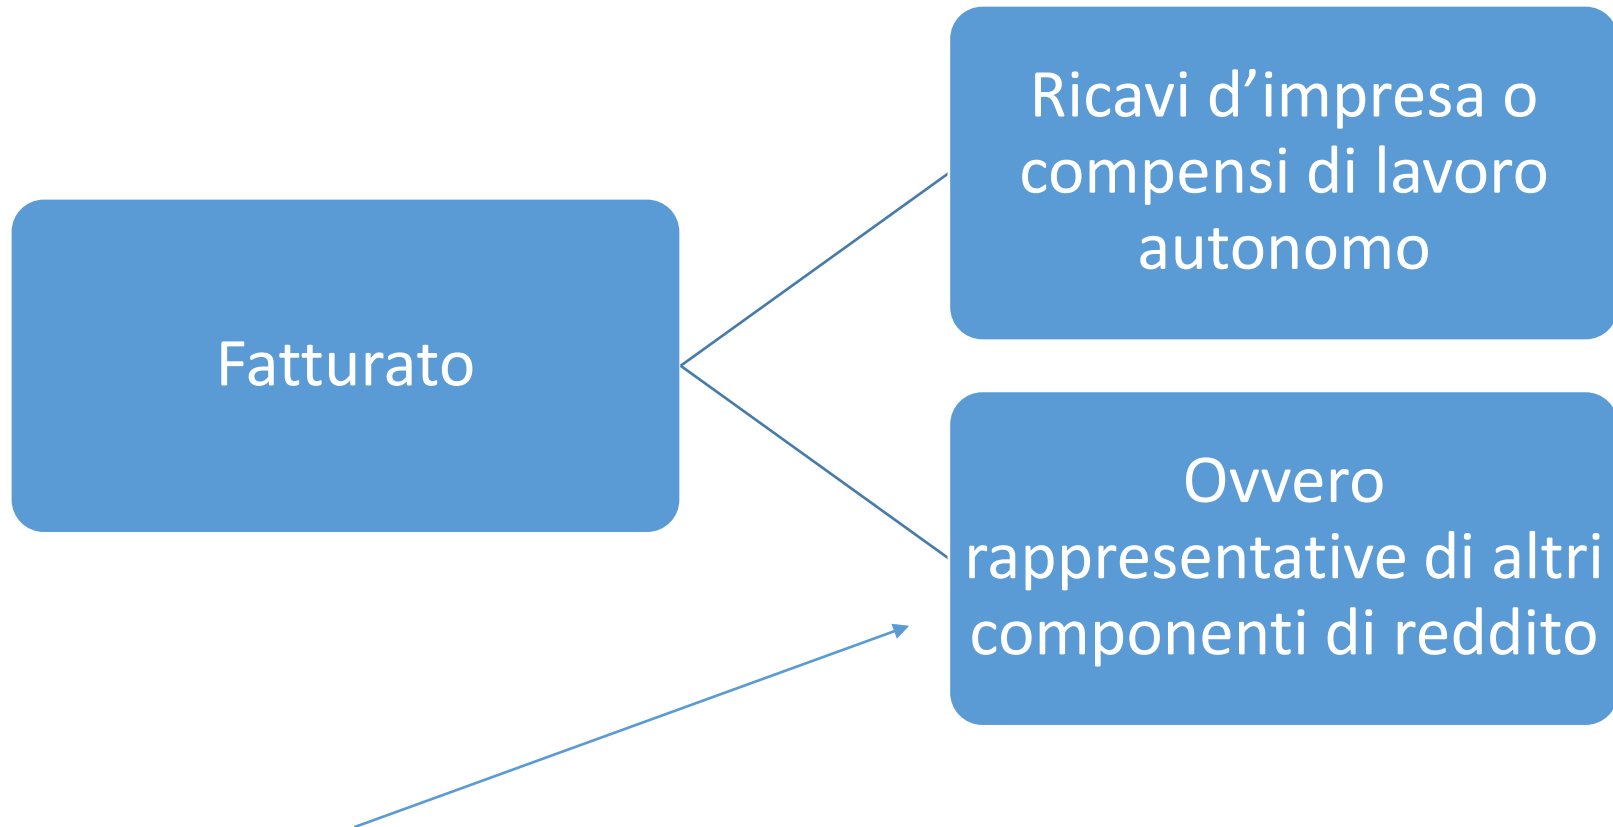 Fatturato
Ricavi d’impresa o
compensi di lavoro
autonomo
Ovvero
rappresentative di altri
componenti di reddito